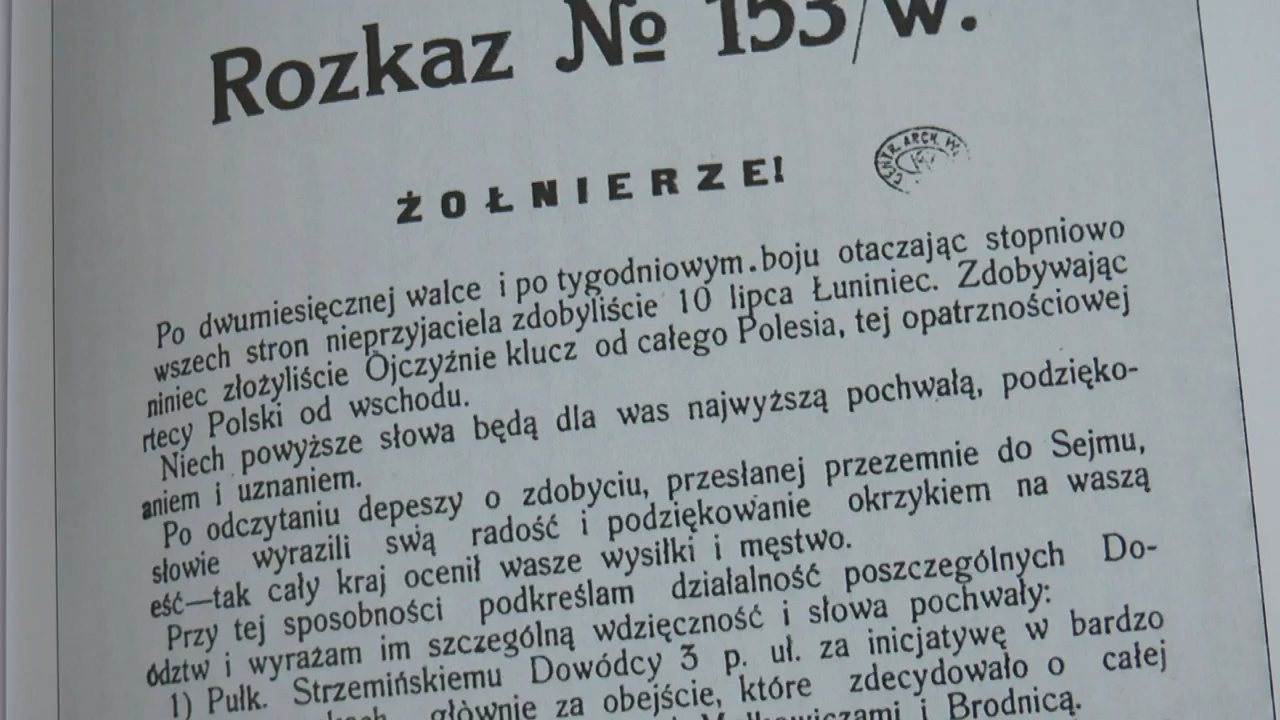 Rozkaz № 153/w.
CENTR. ARCH. W.
ŻOŁNIERZE!
Po dwumiesięcznej walce i po tygodniowym.boju otaczając stopniowo
wszech stron nieprzyjaciela zdobyliście 10 lipca Łuniniec. Zdobywając
niniec złożyliście Ojczyźnie klucz od całego Polesia, tej opatrznościowej
rtecy Polski od wschodu.
Niech powyższe słowa będą dla was najwyższą pochwałą, podzięko-
aniem i uznaniem.
Po odczytaniu depeszy o zdobyciu, przesłanej przezemnie do Sejmu,
słowie wyrazili swą radość i podziękowanie okrzykiem na waszą
eść—tak cały kraj ocenił wasze wysiłki i męstwo.
Przy tej sposobności podkreślam działalność poszczególnych Do-
ództw i wyrażam im szczególną wdzięczność i słowa pochwały:
1) Pułk. Strzemińskiemu Dowódcy 3 p. uł. za inicjatywę w bardzo
głównie za obejście, które zdecydowało o całej
i Brodnicą.